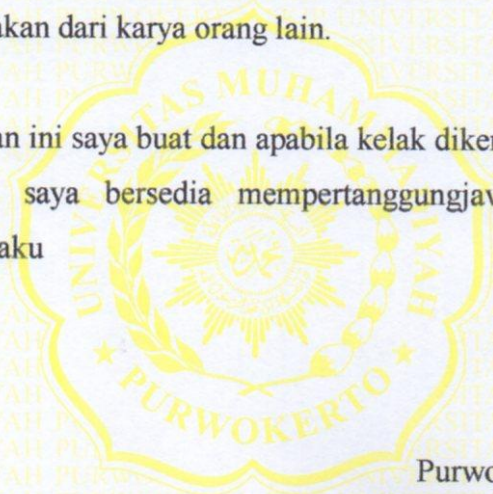 akan dari karya orang lain.
an ini saya buat dan apabila kelak diker
saya bersedia mempertanggungjav
aku
UNIVERSITAS MUHAMMADIYAH
PURWOKERTO
Purwo